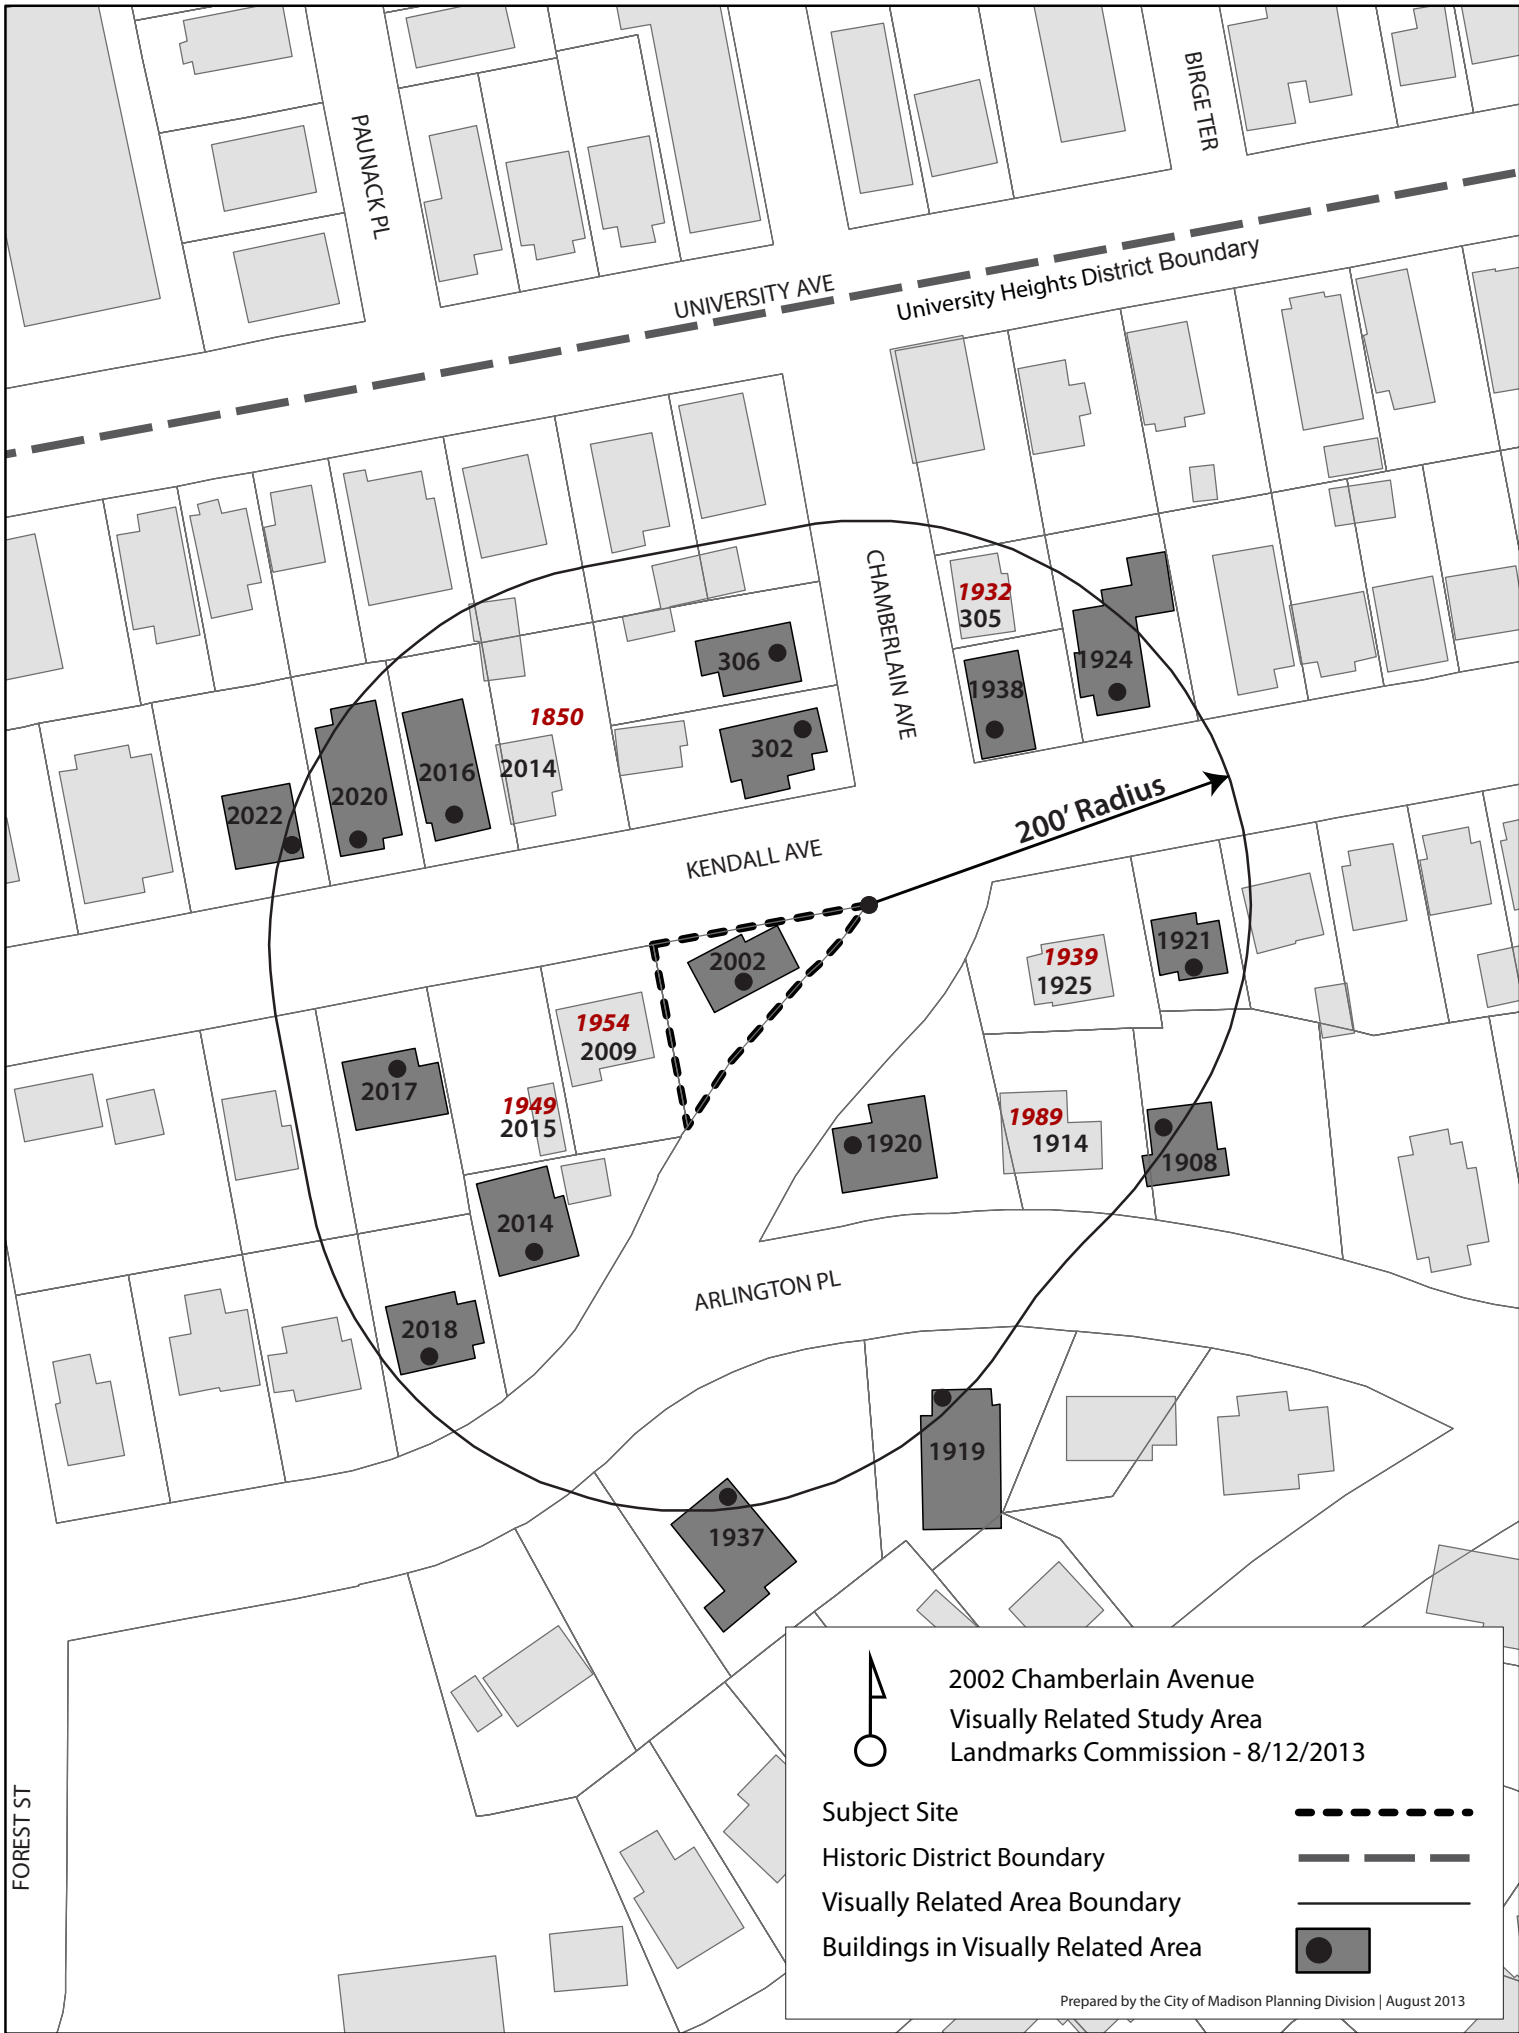 BIRGE TER
PAUNACK PL
University Heights District Boundary
UNIVERSITY AVE
CHAMBERLAIN AVE
1932
305
306
1924
1938
1850
302
2014
2016
2020
2022
200' Radius
KENDALL AVE
1921
1939
1925
2002
1954
2009
2017
1949
2015
1989
1914
1920
1908
2014
ARLINGTON PL
2018
1919
1937
2002 Chamberlain Avenue
Visually Related Study Area
Landmarks Commission - 8/12/2013
Subject Site
Historic District Boundary
Visually Related Area Boundary
Buildings in Visually Related Area
Prepared by the City of Madison Planning Division | August 2013
FOREST ST